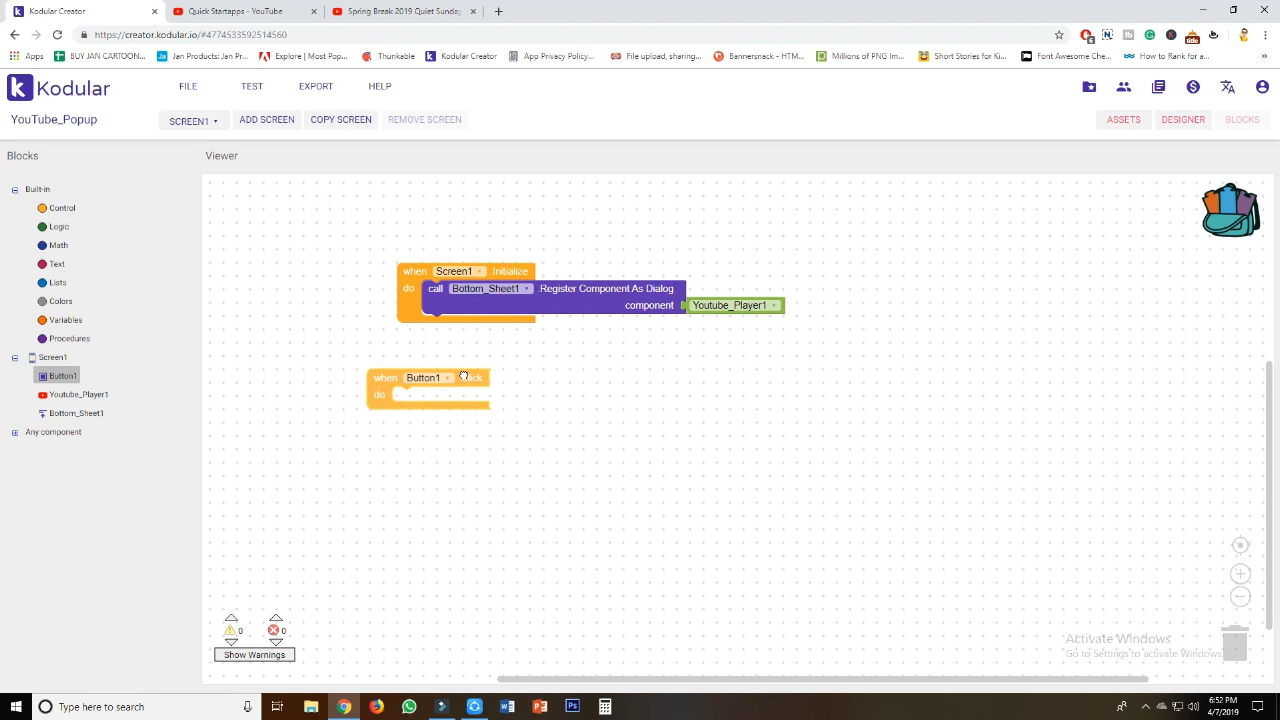 Kodular Creator
Quick Startapps - YouTube
Spring Break 2019 Quiet Sunday
https://creator.kodular.io/#4774533592514560
Apps
BUY JAN CARTOON...
Jan Products: Jan Pr...
Explore | Most Pop...
Thunkable
Kodular Creator
App Privacy Policy...
File upload, sharing...
Bannersnack - HTM...
Millions of PNG Im...
Short Stories for Ki...
Font Awesome Che...
How to Rank for a...
»
Kodular
FILE
TEST
EXPORT
HELP
YouTube_Popup
SCREEN1
ADD SCREEN
COPY SCREEN
REMOVE SCREEN
ASSETS
DESIGNER
BLOCKS
Blocks
Viewer
Built-in
Control
Logic
Math
Text
Lists
Colors
Variables
Procedures
Screen1
Button1
Youtube_Player1
Bottom_Sheet1
Any component
when Screen1 .Initialize
do call Bottom_Sheet1 .Register Component As Dialog
component Youtube_Player1
when Button1
do
0
0
Show Warnings
Activate Windows
Go to Settings to activate Windows.
Type here to search
6:52 PM
4/7/2019